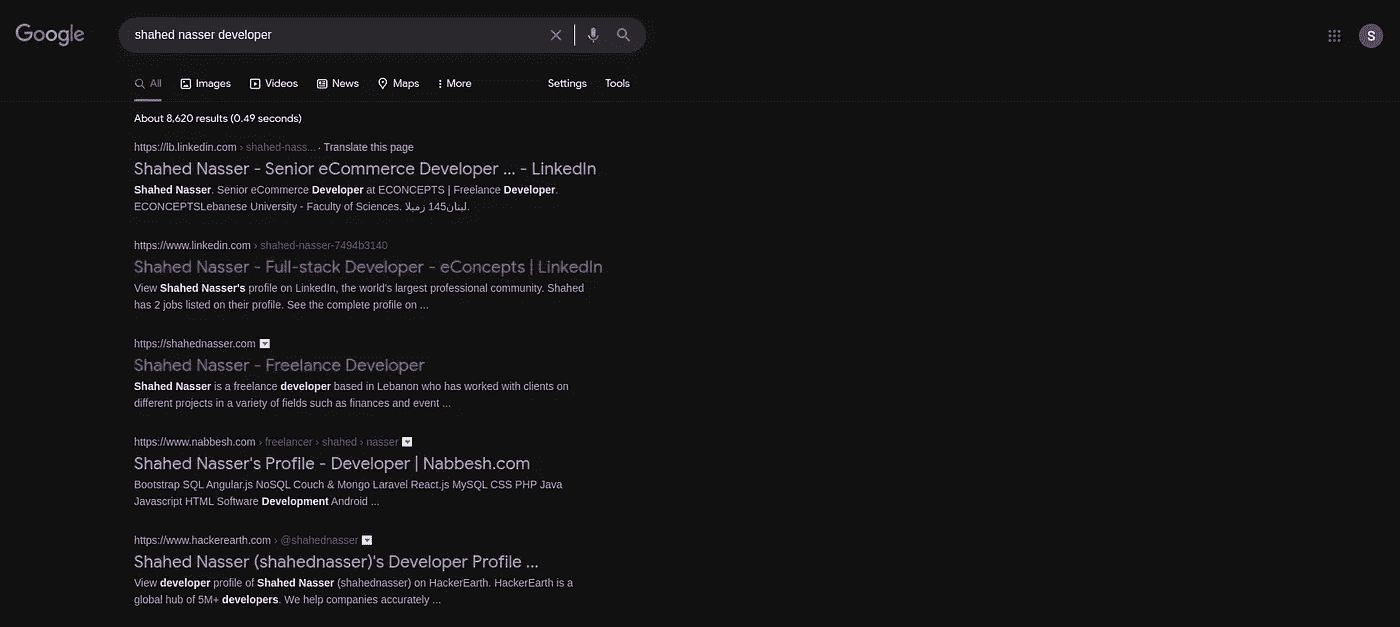 Google
shahed nasser developer
S
All Images Videos News Maps More Settings Tools
About 8,620 results (0.49 seconds)
https://lb.linkedin.com › shahed-nass... · Translate this page
Shahed Nasser - Senior eCommerce Developer ... - LinkedIn
Shahed Nasser. Senior eCommerce Developer at ECONCEPTS | Freelance Developer.
ECONCEPTSLebanese University - Faculty of Sciences. لبنان145 زميلا.
https://www.linkedin.com › shahed-nasser-7494b3140
Shahed Nasser - Full-stack Developer - eConcepts | LinkedIn
View Shahed Nasser's profile on LinkedIn, the world's largest professional community. Shahed
has 2 jobs listed on their profile. See the complete profile on ...
https://shahednasser.com
Shahed Nasser - Freelance Developer
Shahed Nasser is a freelance developer based in Lebanon who has worked with clients on
different projects in a variety of fields such as finances and event ...
https://www.nabbesh.com › freelancer › shahed › nasser
Shahed Nasser's Profile - Developer | Nabbesh.com
Bootstrap SQL Angular.js NoSQL Couch & Mongo Laravel React.js MySQL CSS PHP Java
Javascript HTML Software Development Android ...
https://www.hackerearth.com › @shahednasser
Shahed Nasser (shahednasser)'s Developer Profile ...
View developer profile of Shahed Nasser (shahednasser) on HackerEarth. HackerEarth is a
global hub of 5M+ developers. We help companies accurately ...